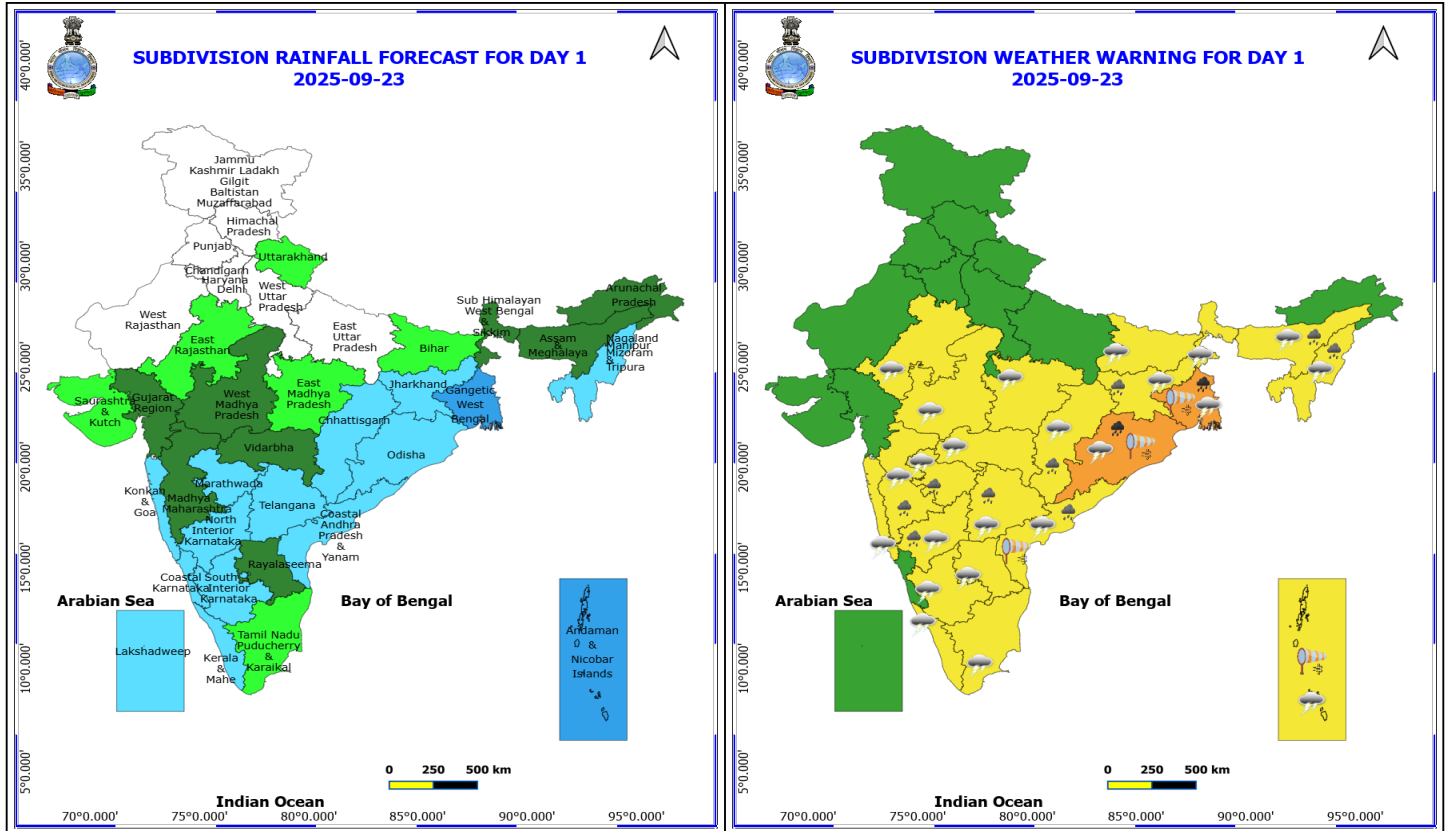 SUBDIVISION RAINFALL FORECAST FOR DAY 1
2025-09-23
40°0.000'
35°0.000'
30°0.000'
25°0.000'
20°0.000'
15°0.000'
10°0.000'
5°0.000'
Jammu
Kashmir Ladakh
Gilgit
Baltistan
Muzaffarabad
Himachal
Pradesh
Punjab
Uttarakhand
Chandigarh
Haryana
Delhi
West
Uttar
Pradesh
West
Rajasthan
East
Rajasthan
East
Uttar
Pradesh
Bihar
Sub Himalayan
West Bengal
&
Sikkim
Arunachal
Pradesh
Assam
&
Meghalaya
Nagaland
Manipur
Mizoram
&
Tripura
Saurashtra
&
Kutch
Gujarat
Region
West
Madhya
Pradesh
East
Madhya
Pradesh
Jharkhand
Gangetic
West
Bengal
Chhattisgarh
Vidarbha
Odisha
Konkan
&
Goa
Madhya
Maharashtra
Marathwada
Telangana
North
Interior
Karnataka
Coastal
Andhra
Pradesh
&
Yanam
Rayalaseema
Coastal
Karnataka
South
Interior
Karnataka
Tamil Nadu
Puducherry
&
Karaikal
Kerala
&
Mahe
Lakshadweep
Andaman
&
Nicobar
Islands
Arabian Sea
Bay of Bengal
0 250 500 km
Indian Ocean
70°0.000' 75°0.000' 80°0.000' 85°0.000' 90°0.000' 95°0.000'
SUBDIVISION WEATHER WARNING FOR DAY 1
2025-09-23
40°0.000'
35°0.000'
30°0.000'
25°0.000'
20°0.000'
15°0.000'
10°0.000'
5°0.000'
Arabian Sea
Bay of Bengal
0 250 500 km
Indian Ocean
70°0.000' 75°0.000' 80°0.000' 85°0.000' 90°0.000' 95°0.000'